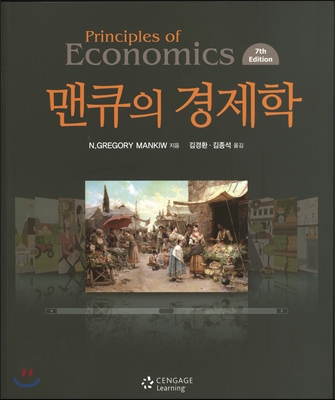 Principles of
Economics
7th
Edition
맨큐의 경제학
N.GREGORY MANKIW 지음 김경환·김종석 옮김
CENGAGE
Learning™